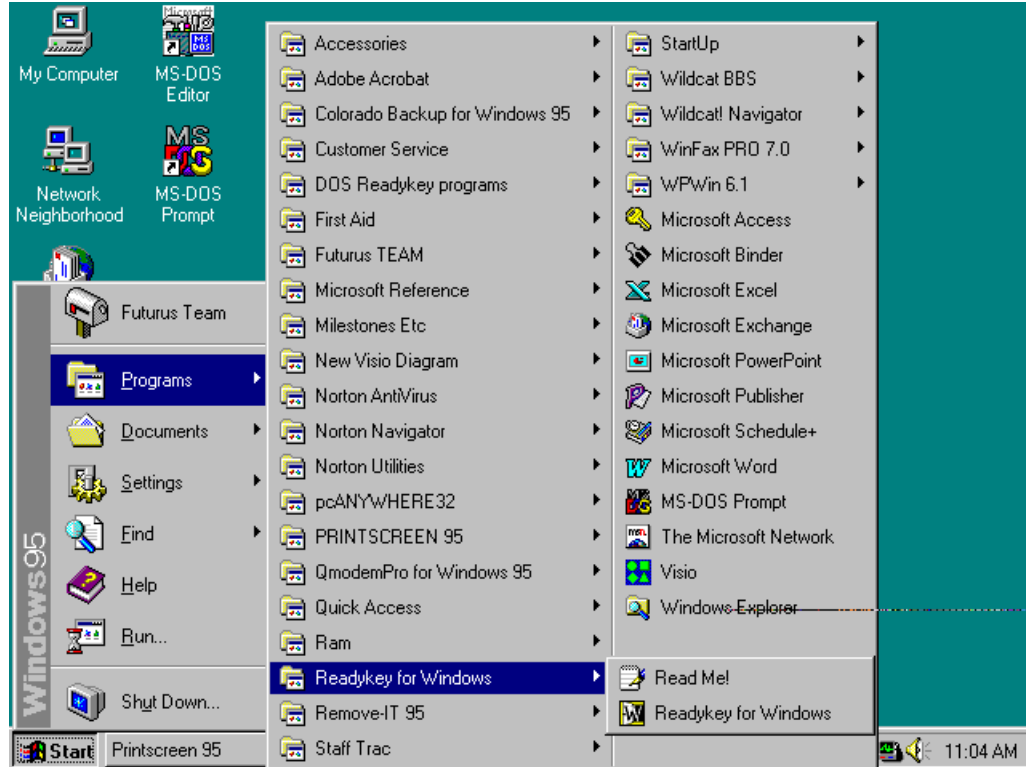 My Computer
MS-DOS
Editor
Network
Neighborhood
MS-DOS
Prompt
Futurus Team
Programs
Documents
Settings
Find
Help
Run...
Shut Down...
Windows95
Accessories
Adobe Acrobat
Colorado Backup for Windows 95
Customer Service
DOS Readykey programs
First Aid
Futurus TEAM
Microsoft Reference
Milestones Etc
New Visio Diagram
Norton AntiVirus
Norton Navigator
Norton Utilities
pcANYWHERE32
PRINTSCREEN 95
QmodemPro for Windows 95
Quick Access
Ram
Readykey for Windows
Remove-IT 95
Staff Trac
StartUp
Wildcat BBS
Wildcat! Navigator
WinFax PRO 7.0
WPWin 6.1
Microsoft Access
Microsoft Binder
Microsoft Excel
Microsoft Exchange
Microsoft PowerPoint
Microsoft Publisher
Microsoft Schedule+
Microsoft Word
MS-DOS Prompt
The Microsoft Network
Visio
Windows Explorer
Read Me!
Readykey for Windows
Start
Printscreen 95
11:04 AM